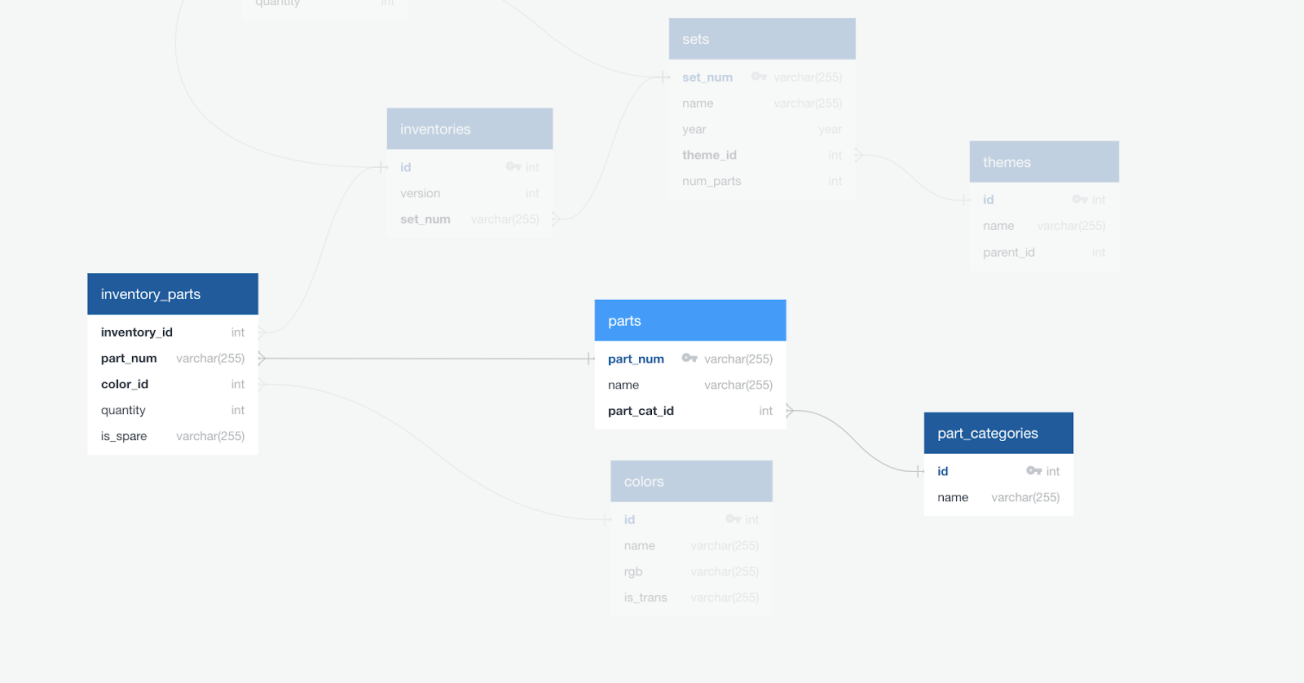 quantity int
sets
set_num varchar(255)
name varchar(255)
year year
theme_id int
num_parts int
inventories
id int
version int
set_num varchar(255)
themes
id int
name varchar(255)
parent_id int
inventory_parts
inventory_id int
part_num varchar(255)
color_id int
quantity int
is_spare varchar(255)
parts
part_num varchar(255)
name varchar(255)
part_cat_id int
part_categories
id int
name varchar(255)
colors
id int
name varchar(255)
rgb varchar(255)
is_trans varchar(255)